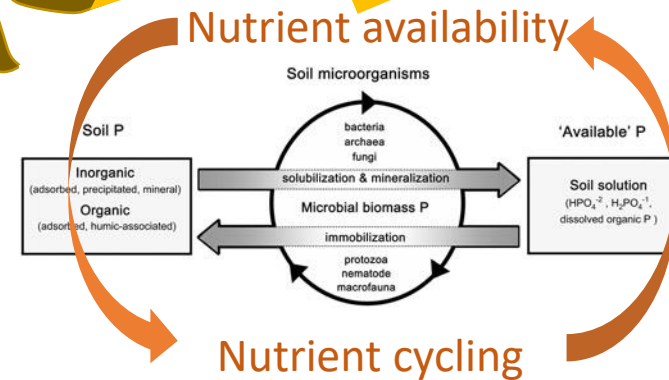 Nutrient availability
Soil microorganisms
Soil P
'Available' P
bacteria
archaea
fungi
Inorganic
(adsorbed, precipitated, mineral)
Organic
(adsorbed, humic-associated)
solubilization & mineralization
Microbial biomass P
immobilization
Soil solution
(HPO₄⁻², H₂PO₄⁻¹,
dissolved organic P )
protozoa
nematode
macrofauna
Nutrient cycling